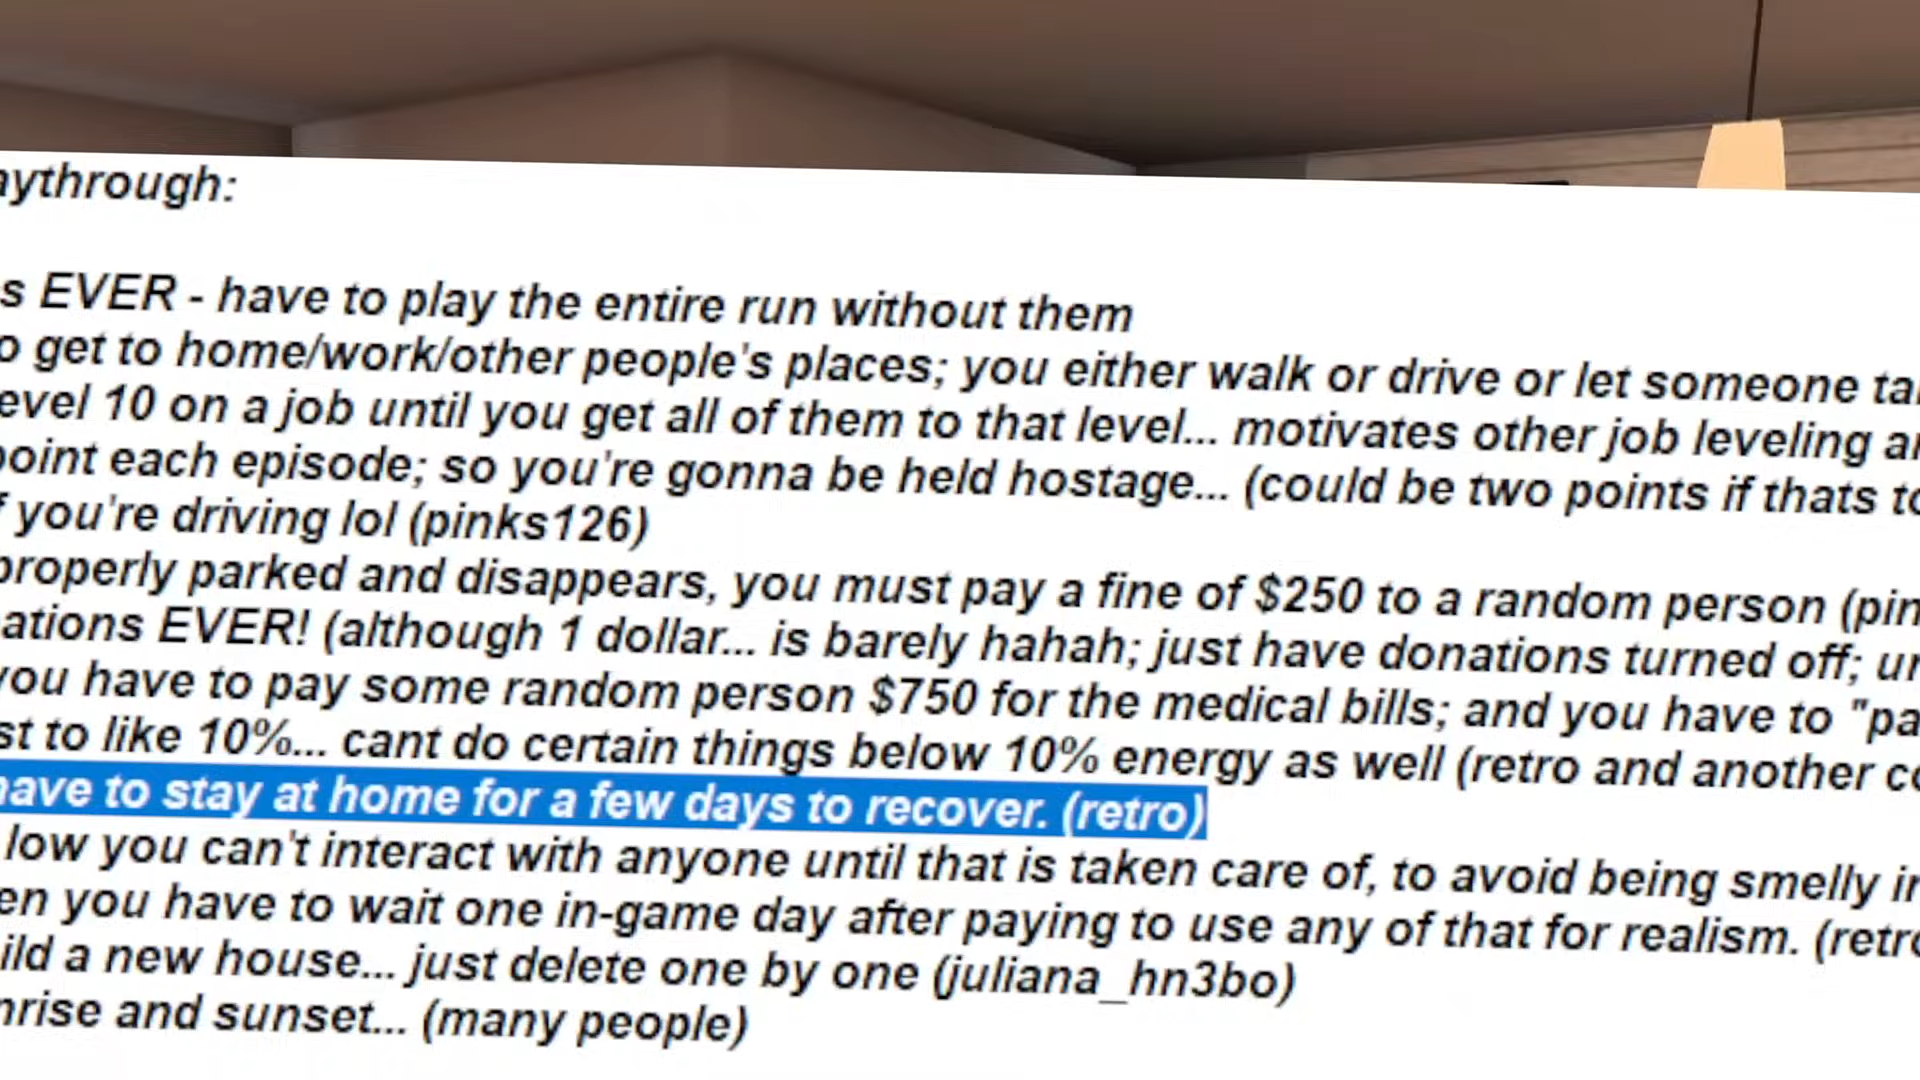 aythrough:
s EVER - have to play the entire run without them
o get to home/work/other people's places; you either walk or drive or let someone ta
evel 10 on a job until you get all of them to that level... motivates other job leveling a
point each episode; so you're gonna be held hostage... (could be two points if thats to
f you're driving lol (pinks126)
properly parked and disappears, you must pay a fine of $250 to a random person (pin
ations EVER! (although 1 dollar... is barely hahah; just have donations turned off; u
you have to pay some random person $750 for the medical bills; and you have to "pa
st to like 10%... cant do certain things below 10% energy as well (retro and another c
have to stay at home for a few days to recover. (retro)
low you can't interact with anyone until that is taken care of, to avoid being smelly i
en you have to wait one in-game day after paying to use any of that for realism. (retro
ild a new house... just delete one by one (juliana_hn3bo)
nrise and sunset... (many people)